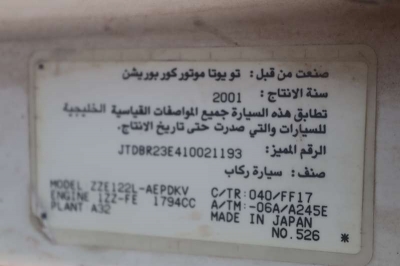 صنعت من قبل : تويوتا موتور كوربوريشن
سنة الانتاج : 2001
تطابق هذه السيارة جميع المواصفات القياسية الخليجية
للسيارات والتي صدرت حتى تاريخ الانتاج.
الرقم المميز: JTDBR23E410021193
صنف : سيارة ركاب
MODEL ZZE122L-AEPDKV C/TR:040/FF17
ENGINE 1ZZ-FE 1794CC A/TM:-06A/A245E
PLANT A32 MADE IN JAPAN
NO.526 *